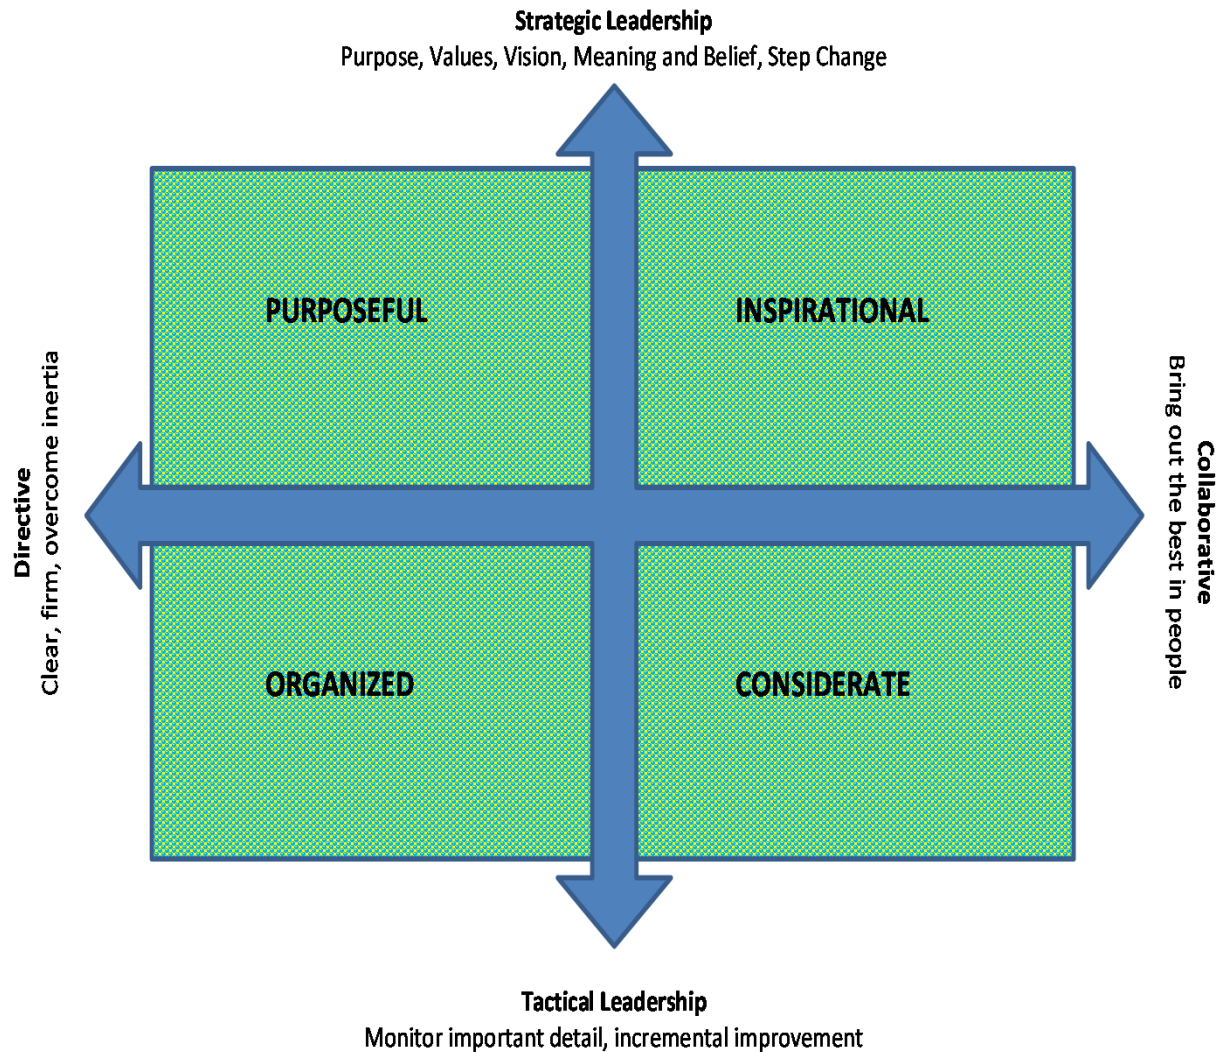 Strategic Leadership
Purpose, Values, Vision, Meaning and Belief, Step Change
PURPOSEFUL
INSPIRATIONAL
Directive
Clear, firm, overcome inertia
Collaborative
Bring out the best in people
ORGANIZED
CONSIDERATE
Tactical Leadership
Monitor important detail, incremental improvement